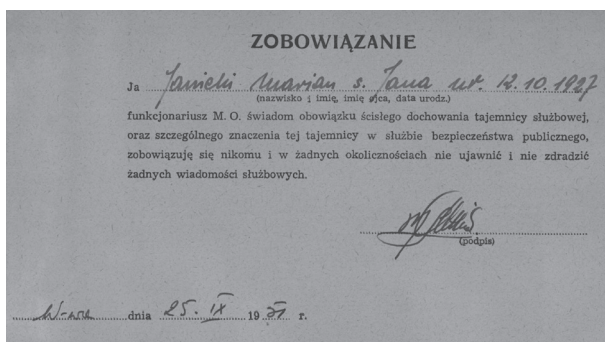 ZOBOWIĄZANIE
Ja Janicki Marian s. Jana ur. 12.10.1927
(nazwisko i imię, imię ojca, data urodz.)
funkcjonariusz M. O. świadom obowiązku ścisłego dochowania tajemnicy służbowej,
oraz szczególnego znaczenia tej tajemnicy w służbie bezpieczeństwa publicznego,
zobowiązuję się nikomu i w żadnych okolicznościach nie ujawnić i nie zdradzić
żadnych wiadomości służbowych.
(podpis)
W-wa dnia 25. IX 1971 r.